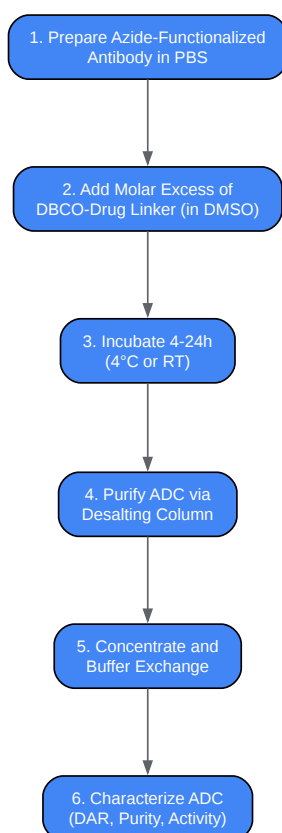 1. Prepare Azide-Functionalized
Antibody in PBS
2. Add Molar Excess of
DBCO-Drug Linker (in DMSO)
3. Incubate 4-24h
(4°C or RT)
4. Purify ADC via
Desalting Column
5. Concentrate and
Buffer Exchange
6. Characterize ADC
(DAR, Purity, Activity)